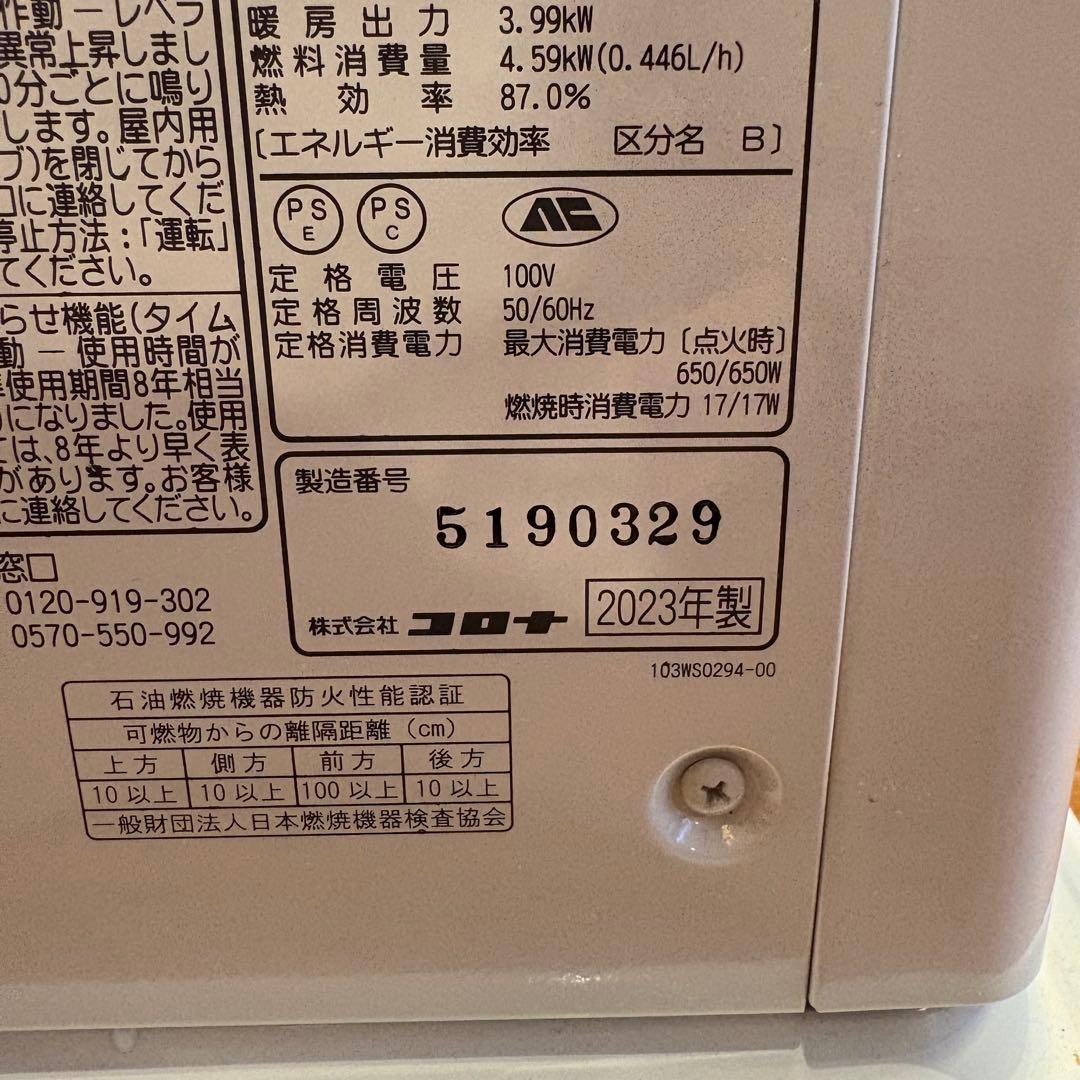 作動－レベラ
異常上昇しまし
0分ごとに鳴り
します。屋内用
ブ)を閉じてから
口に連絡してくだ
停止方法：「運転」
てください。
らせ機能(タイム
動－使用時間が
準使用期間8年相当
)になりました。使用
ては、8年より早く表
があります。お客様
に連絡してください。
窓口
0120-919-302
0570-550-992
暖房出力 3.99kW
燃料消費量 4.59kW(0.446L/h)
熱効率 87.0%
〔エネルギー消費効率 区分名 B〕
PS E PS C
定格電圧 100V
定格周波数 50/60Hz
定格消費電力 最大消費電力〔点火時〕
650/650W
燃焼時消費電力 17/17W
製造番号
5190329
株式会社 コロナ 2023年製
103WS0294-00
石油燃焼機器防火性能認証
可燃物からの離隔距離（cm）
上方 側方 前方 後方
10以上 10以上 100以上 10以上
一般財団法人日本燃焼機器検査協会